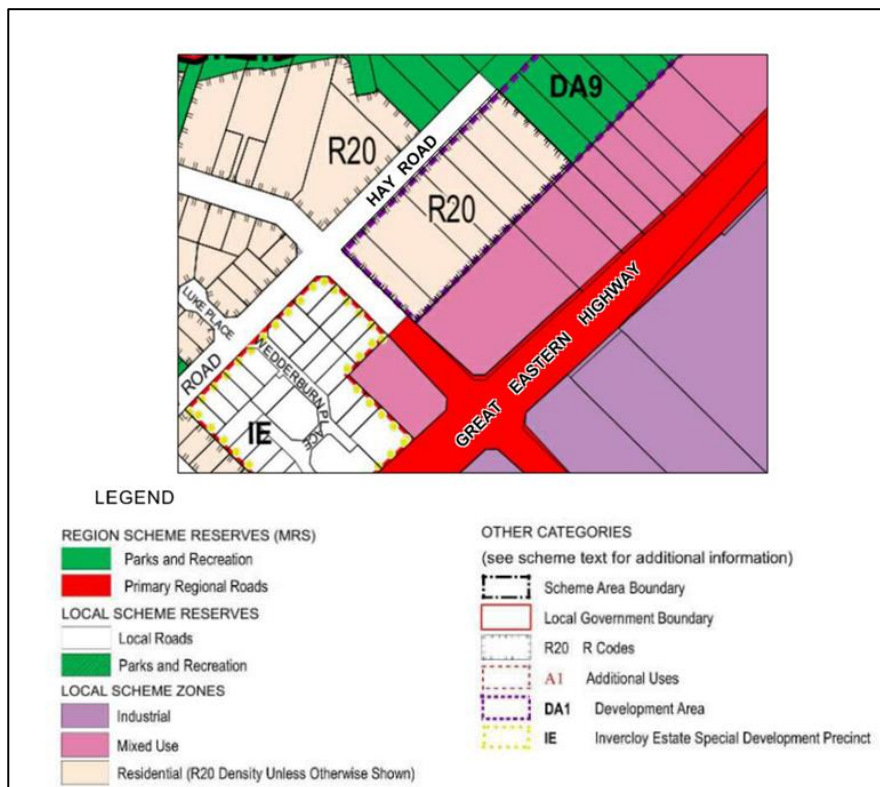 DA9
R20
HAY ROAD
R20
LUKE PLACE
ROAD
WEDDERBURN PLACE
IE
GREAT EASTERN HIGHWAY
LEGEND
REGION SCHEME RESERVES (MRS)
Parks and Recreation
Primary Regional Roads
LOCAL SCHEME RESERVES
Local Roads
Parks and Recreation
LOCAL SCHEME ZONES
Industrial
Mixed Use
Residential (R20 Density Unless Otherwise Shown)
OTHER CATEGORIES
(see scheme text for additional information)
Scheme Area Boundary
Local Government Boundary
R20 R Codes
A1 Additional Uses
DA1 Development Area
IE Invercloy Estate Special Development Precinct